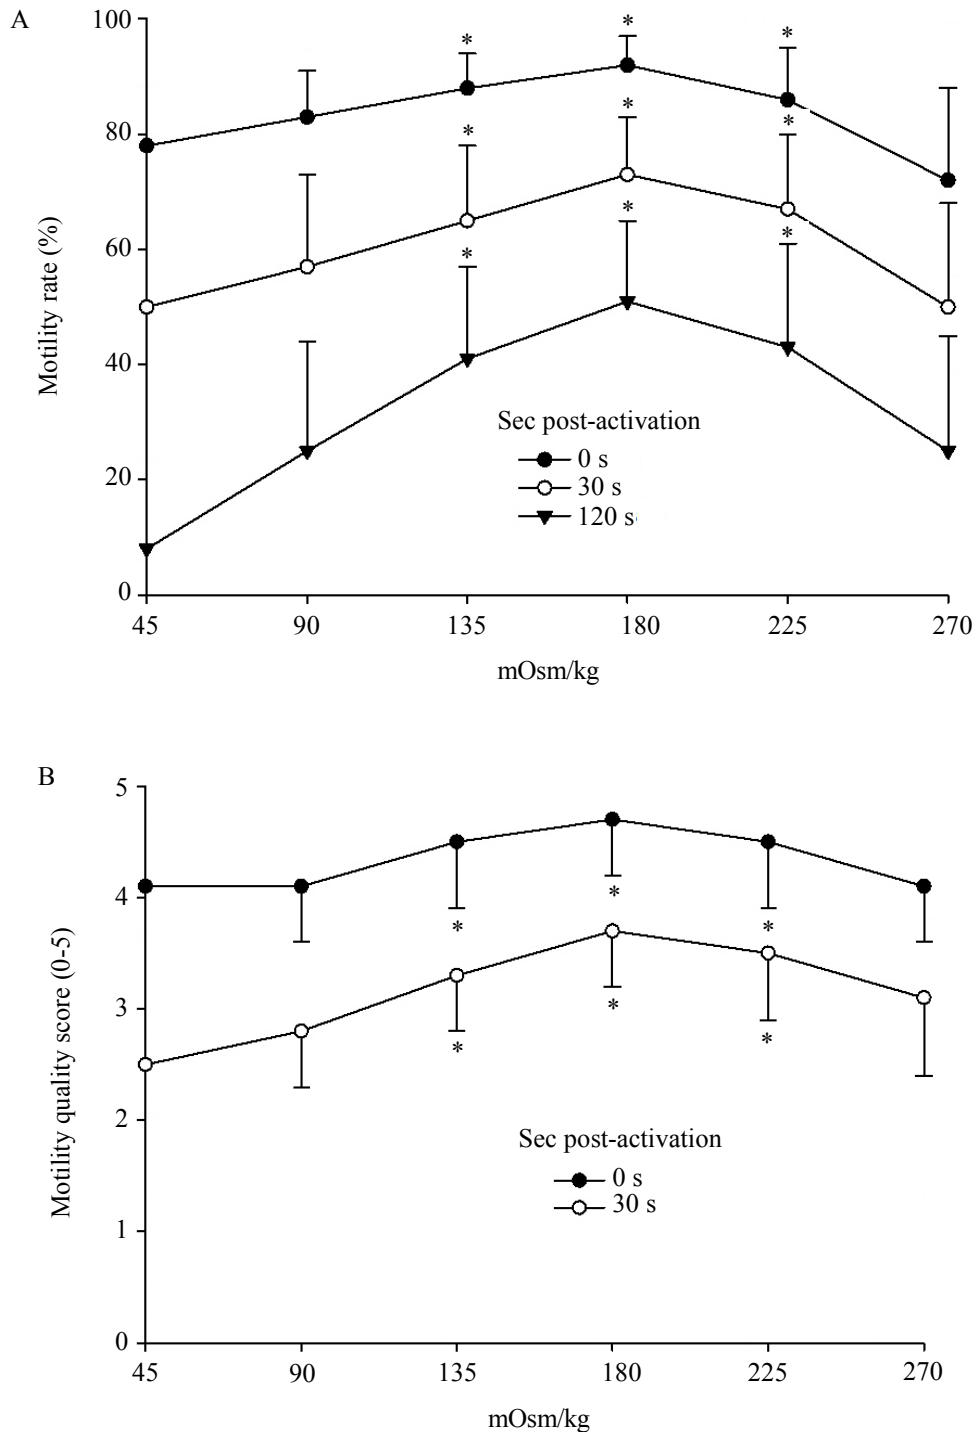 A
100
80
60
40
20
0
Motility rate (%)
* * *
* * *
* * *
Sec post-activation
0 s
30 s
120 s
45 90 135 180 225 270
mOsm/kg
B
5
4
3
2
1
0
Motility quality score (0-5)
* * *
* * *
Sec post-activation
0 s
30 s
45 90 135 180 225 270
mOsm/kg